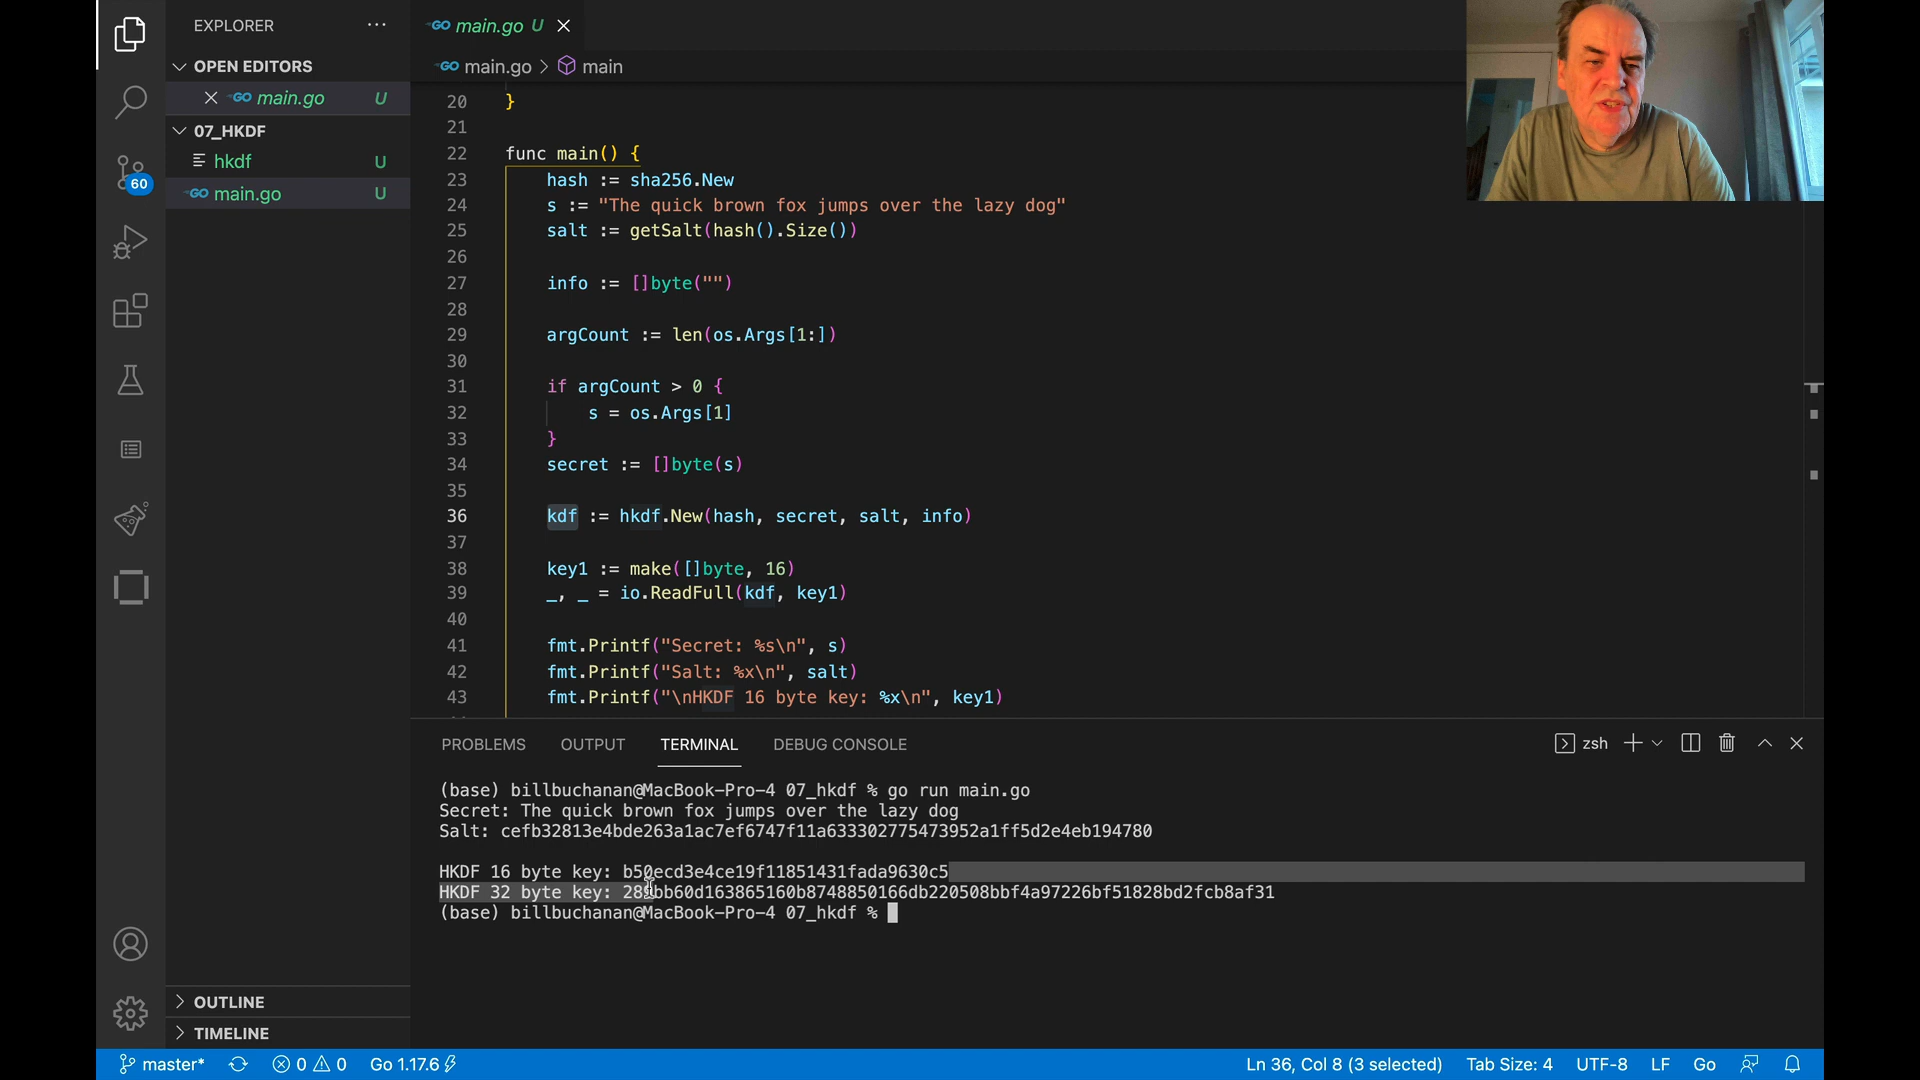 EXPLORER ...
GO main.go U
OPEN EDITORS
GO main.go U
07_HKDF
hkdf U
GO main.go U
60
OUTLINE
TIMELINE
GO main.go > main
20 }
21
22 func main() {
23 hash := sha256.New
24 s := "The quick brown fox jumps over the lazy dog"
25 salt := getSalt(hash().Size())
26
27 info := []byte("")
28
29 argCount := len(os.Args[1:])
30
31 if argCount > 0 {
32 s = os.Args[1]
33 }
34 secret := []byte(s)
35
36 kdf := hkdf.New(hash, secret, salt, info)
37
38 key1 := make([]byte, 16)
39 _, _ = io.ReadFull(kdf, key1)
40
41 fmt.Printf("Secret: %s\n", s)
42 fmt.Printf("Salt: %x\n", salt)
43 fmt.Printf("\nHKDF 16 byte key: %x\n", key1)
PROBLEMS OUTPUT TERMINAL DEBUG CONSOLE zsh
(base) billbuchanan@MacBook-Pro-4 07_hkdf % go run main.go
Secret: The quick brown fox jumps over the lazy dog
Salt: cefb32813e4bde263a1ac7ef6747f11a633302775473952a1ff5d2e4eb194780
HKDF 16 byte key: b50ecd3e4ce19f11851431fada9630c5
HKDF 32 byte key:
(base) billbuchanan@MacBook-Pro-4 07_hkdf %
master* 0 0 Go 1.17.6 Ln 36, Col 8 (3 selected) Tab Size: 4 UTF-8 LF Go